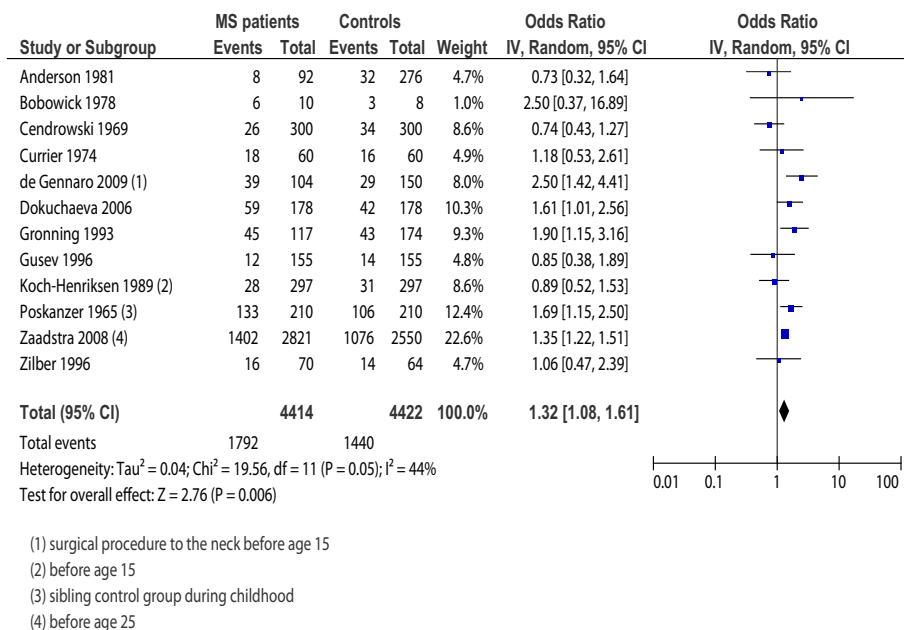 MS patients Controls Odds Ratio Odds Ratio
Study or Subgroup Events Total Events Total Weight IV, Random, 95% CI IV, Random, 95% CI
Anderson 1981 8 92 32 276 4.7% 0.73 [0.32, 1.64]
Bobowick 1978 6 10 3 8 1.0% 2.50 [0.37, 16.89]
Cendrowski 1969 26 300 34 300 8.6% 0.74 [0.43, 1.27]
Currier 1974 18 60 16 60 4.9% 1.18 [0.53, 2.61]
de Gennaro 2009 (1) 39 104 29 150 8.0% 2.50 [1.42, 4.41]
Dokuchaeva 2006 59 178 42 178 10.3% 1.61 [1.01, 2.56]
Gronning 1993 45 117 43 174 9.3% 1.90 [1.15, 3.16]
Gusev 1996 12 155 14 155 4.8% 0.85 [0.38, 1.89]
Koch-Henriksen 1989 (2) 28 297 31 297 8.6% 0.89 [0.52, 1.53]
Poskanzer 1965 (3) 133 210 106 210 12.4% 1.69 [1.15, 2.50]
Zaadstra 2008 (4) 1402 2821 1076 2550 22.6% 1.35 [1.22, 1.51]
Zilber 1996 16 70 14 64 4.7% 1.06 [0.47, 2.39]
Total (95% CI) 4414 4422 100.0% 1.32 [1.08, 1.61]
Total events 1792 1440
Heterogeneity: Tau² = 0.04; Chi² = 19.56, df = 11 (P = 0.05); I² = 44%
Test for overall effect: Z = 2.76 (P = 0.006)
0.01 0.1 1 10 100
(1) surgical procedure to the neck before age 15
(2) before age 15
(3) sibling control group during childhood
(4) before age 25